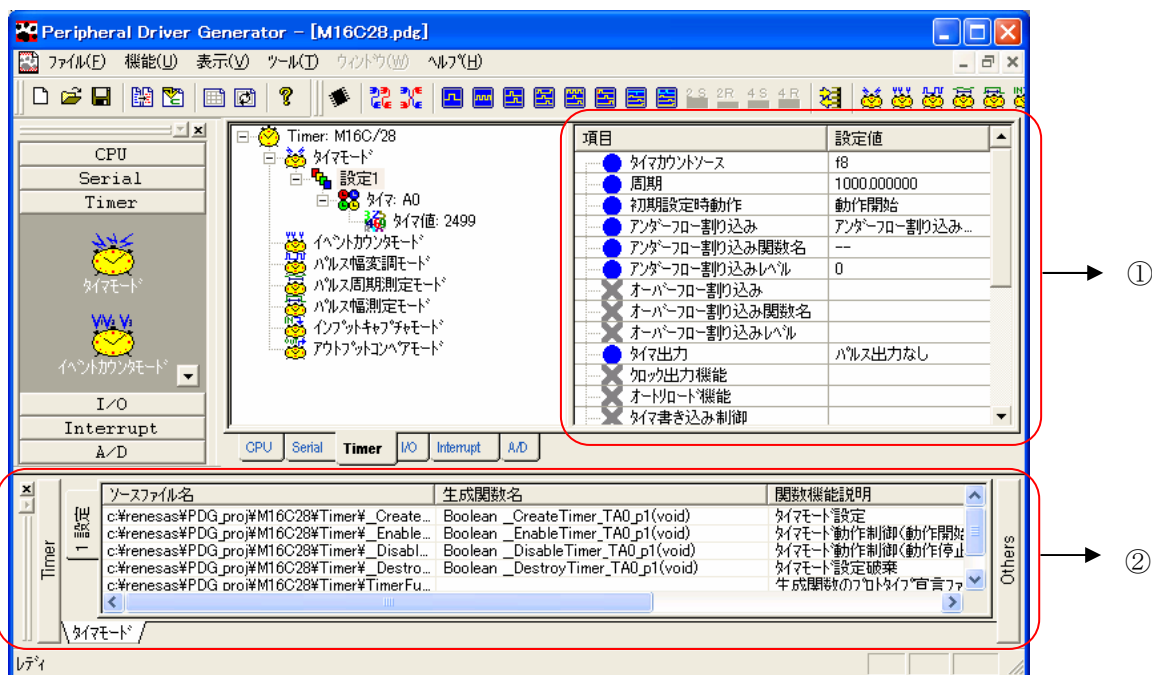 Peripheral Driver Generator - [M16C28.pdg]
ファイル(F) 機能(U) 表示(V) ツール(T) ウィンドウ(W) ヘルプ(H)
2S 2R 4S 4R
CPU
Serial
Timer
タイマモード
イベントカウンタモード
I/O
Interrupt
A/D
Timer: M16C/28
タイマモード
設定1
タイマ: A0
タイマ値: 2499
イベントカウンタモード
パルス幅変調モード
パルス周期測定モード
パルス幅測定モード
インプットキャプチャモード
アウトプットコンペアモード
CPU Serial Timer I/O Interrupt A/D
項目 設定値
タイマカウントソース f8
周期 1000.000000
初期設定時動作 動作開始
アンダーフロー割り込み アンダーフロー割り込み...
アンダーフロー割り込み関数名 --
アンダーフロー割り込みレベル 0
オーバーフロー割り込み
オーバーフロー割り込み関数名
オーバーフロー割り込みレベル
タイマ出力 パルス出力なし
クロック出力機能
オートリロード機能
タイマ書き込み制御
①
Timer
設定1
ソースファイル名 生成関数名 関数機能説明
c:¥renesas¥PDG_proj¥M16C28¥Timer¥_Create... Boolean _CreateTimer_TA0_p1(void) タイマモード設定
c:¥renesas¥PDG_proj¥M16C28¥Timer¥_Enable... Boolean _EnableTimer_TA0_p1(void) タイマモード動作制御(動作開始
c:¥renesas¥PDG_proj¥M16C28¥Timer¥_Disabl... Boolean _DisableTimer_TA0_p1(void) タイマモード動作制御(動作停止
c:¥renesas¥PDG_proj¥M16C28¥Timer¥_Destro... Boolean _DestroyTimer_TA0_p1(void) タイマモード設定破棄
c:¥renesas¥PDG_proj¥M16C28¥Timer¥TimerFu... 生成関数のプロトタイプ宣言ファ
タイマモード
Others
②
レディ